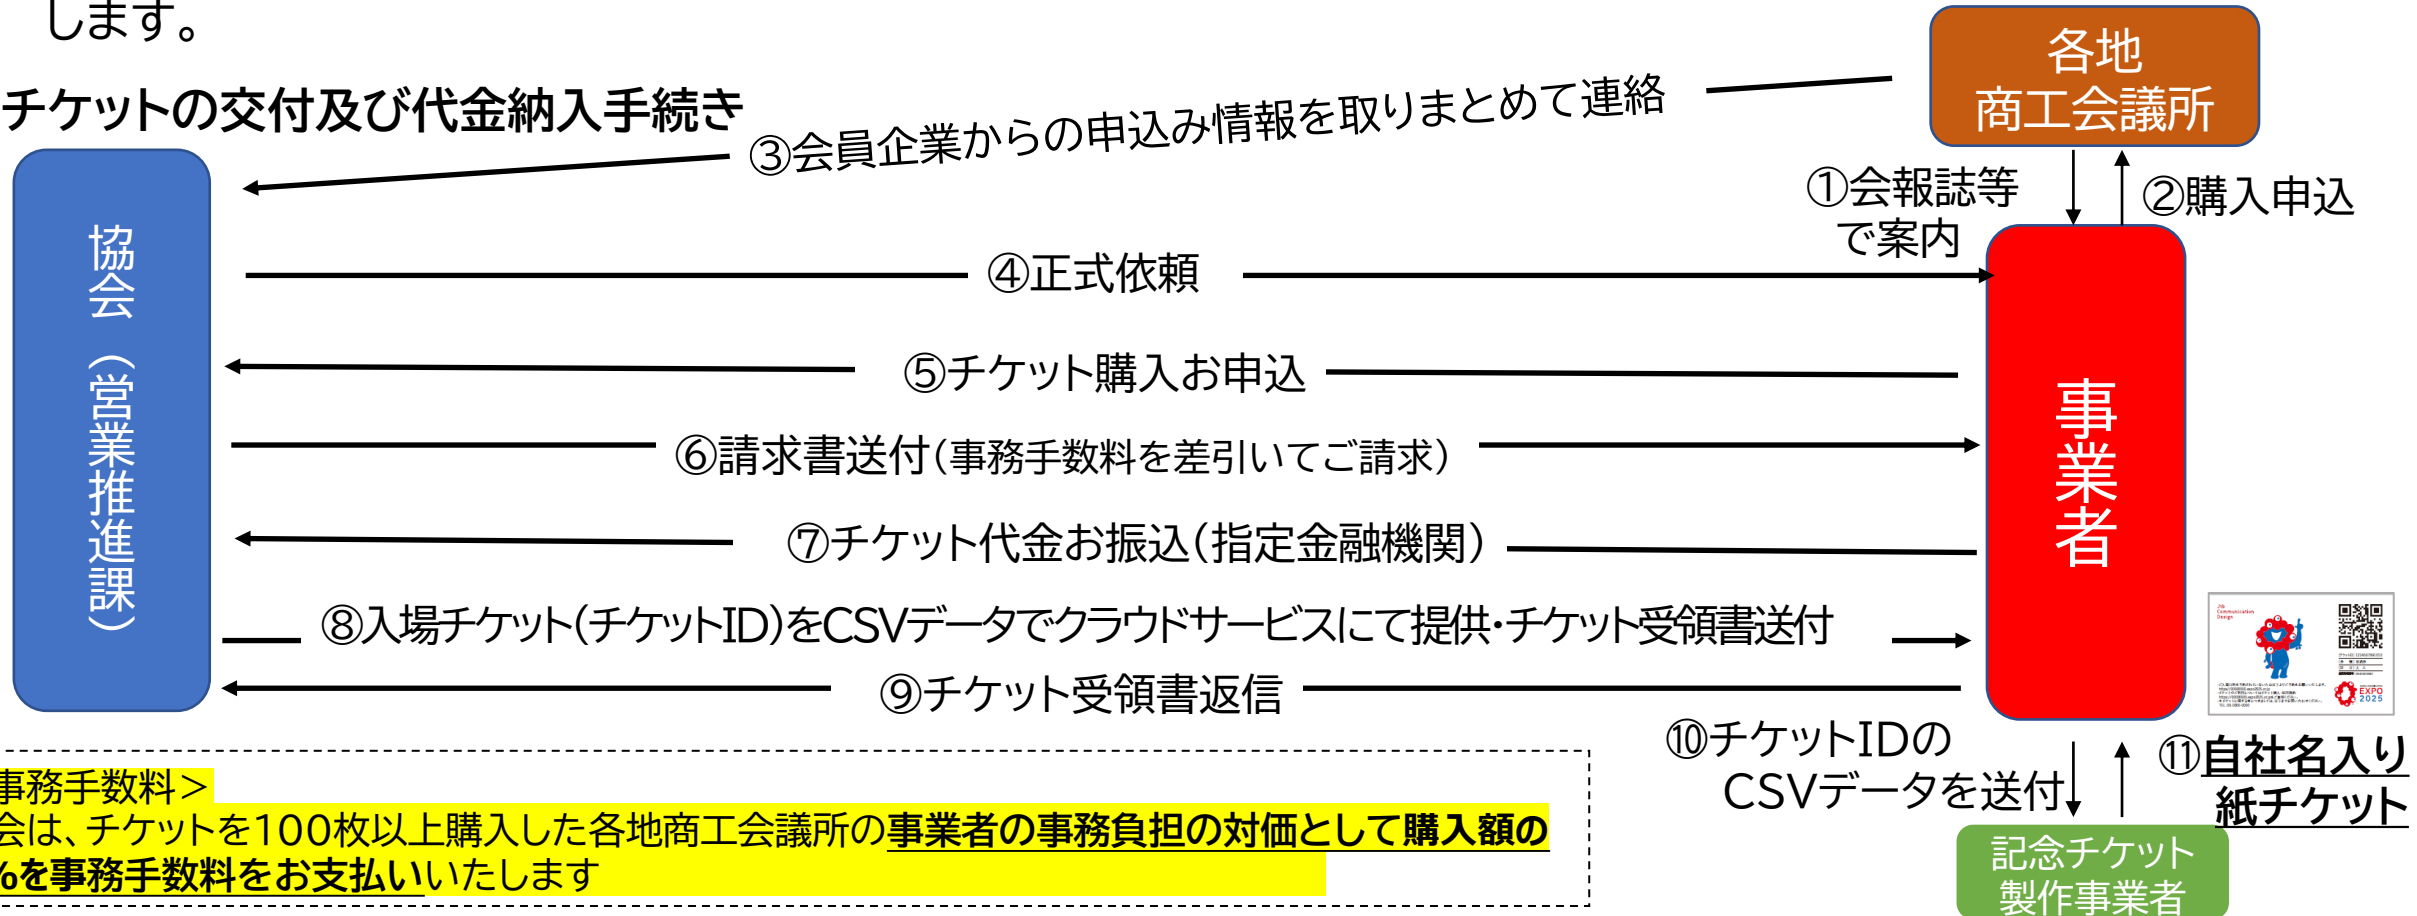 します。
チケットの交付及び代金納入手続き
各地
商工会議所
③会員企業からの申込み情報を取りまとめて連絡
①会報誌等
で案内
②購入申込
協会（営業推進課）
④正式依頼
⑤チケット購入お申込
事業者
⑥請求書送付(事務手数料を差引いてご請求)
⑦チケット代金お振込(指定金融機関)
⑧入場チケット(チケットID)をCSVデータでクラウドサービスにて提供・チケット受領書送付
⑨チケット受領書返信
JIG
Communication
Design
EXPO
2025
⑩チケットIDの
CSVデータを送付
⑪自社名入り
紙チケット
事務手数料＞
会は、チケットを100枚以上購入した各地商工会議所の事業者の事務負担の対価として購入額の
%を事務手数料をお支払いいたします
記念チケット
製作事業者